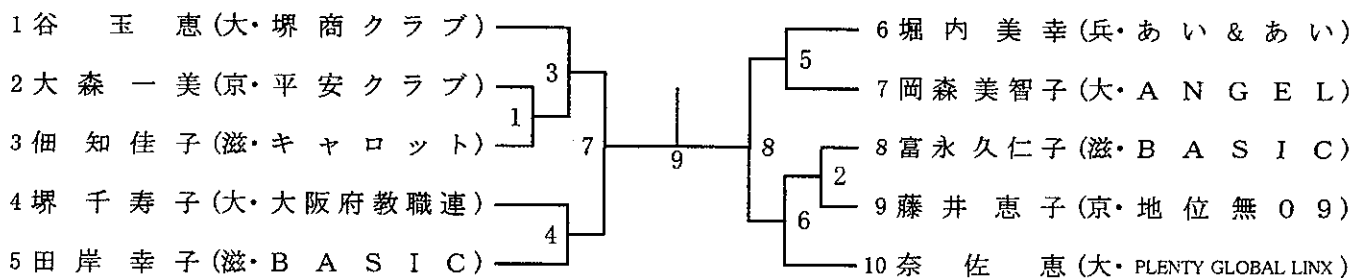 1 谷 玉 恵 (大・堺商クラブ)
2 大森一美 (京・平安クラブ)
3 佃知佳子 (滋・キャロット)
4 堺千寿子 (大・大阪府教職連)
5 田岸幸子 (滋・BASIC)
3
1
7
4
9
6 堀内美幸 (兵・あい&あい)
7 岡森美智子 (大・ANGEL)
8 富永久仁子 (滋・BASIC)
9 藤井恵子 (京・地位無09)
10 奈 佐 恵 (大・PLENTY GLOBAL LINX)
5
8
2
6